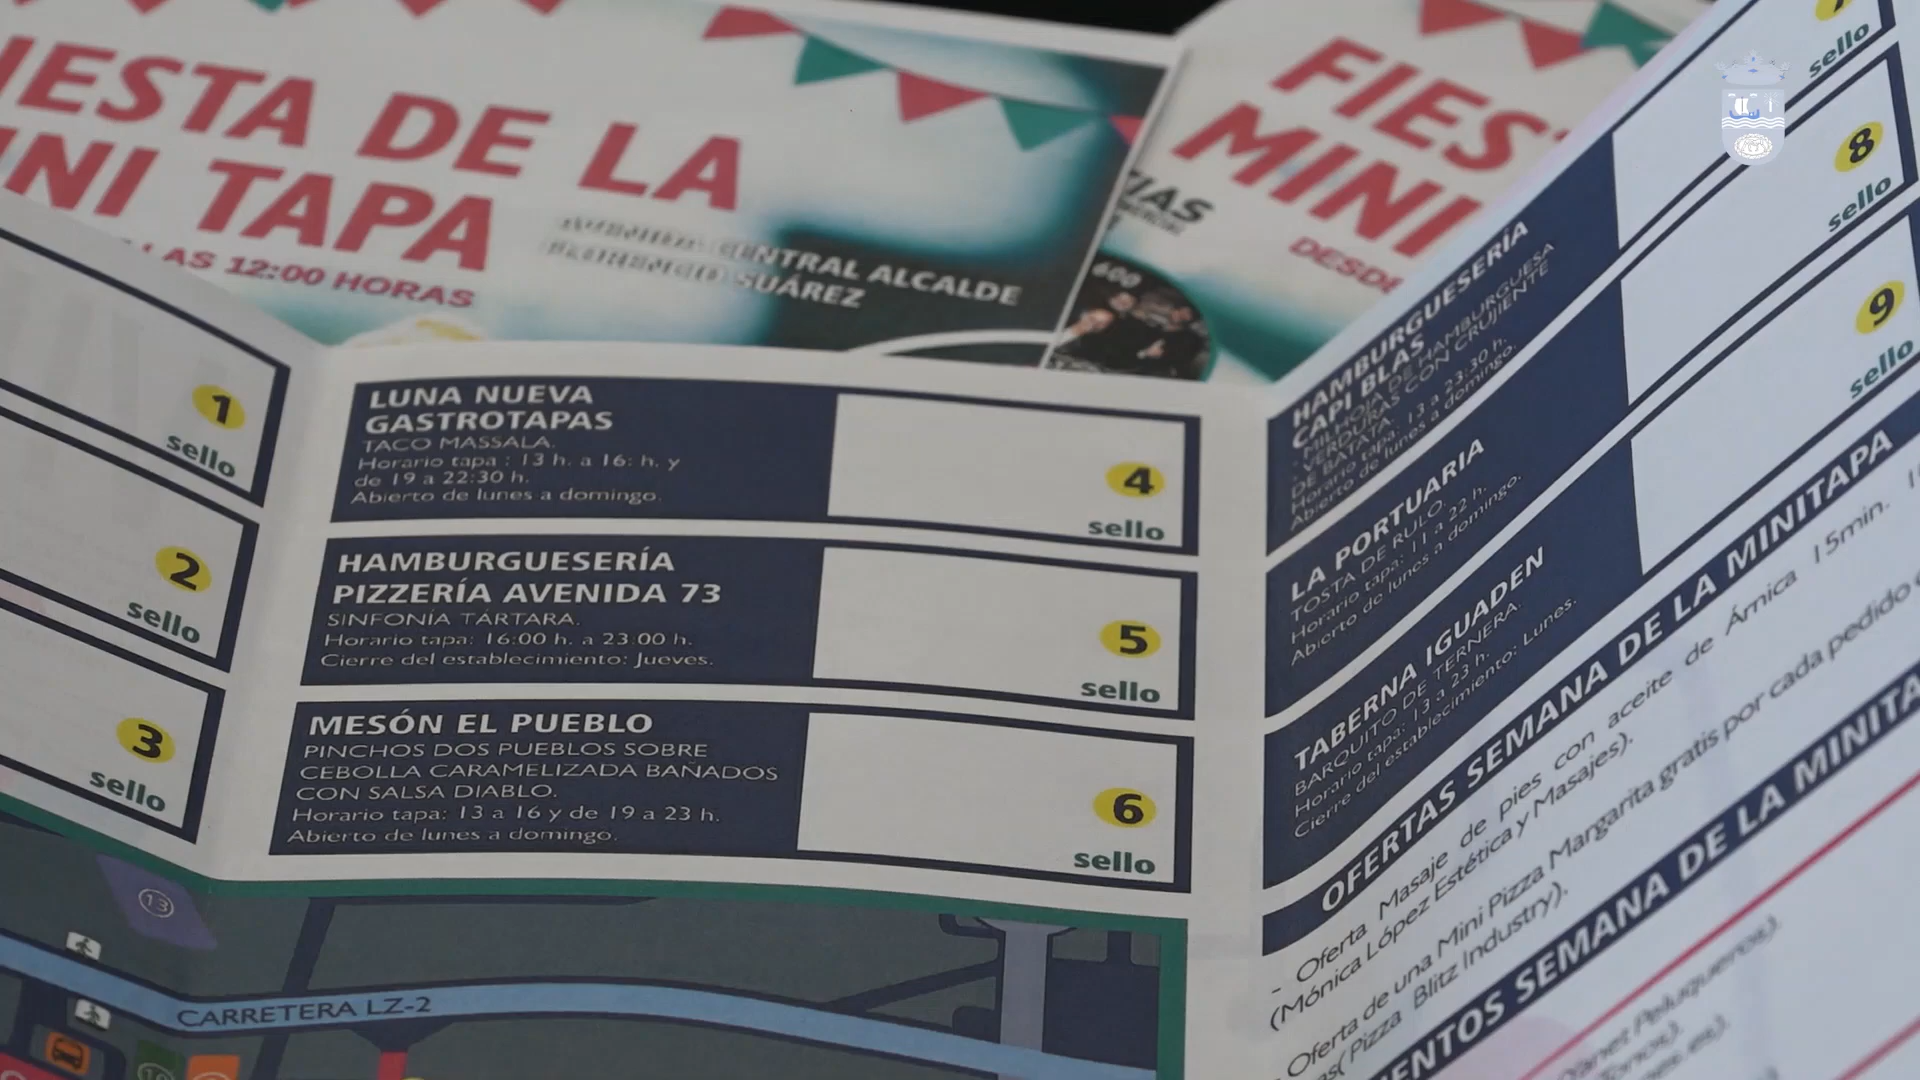 IESTA DE LA
INI TAPA
LAS 12:00 HORAS
CENTRAL ALCALDE
SUÁREZ
FIES
MINI
DESDE
600
1
sello
2
sello
3
sello
LUNA NUEVA
GASTROTAPAS
TACO MASSALA.
Horario tapa : 13 h. a 16: h. y
de 19 a 22:30 h.
Abierto de lunes a domingo.
4
sello
HAMBURGUESERÍA
PIZZERÍA AVENIDA 73
SINFONÍA TÁRTARA.
Horario tapa: 16:00 h. a 23:00 h.
Cierre del establecimiento: Jueves.
5
sello
MESÓN EL PUEBLO
PINCHOS DOS PUEBLOS SOBRE
CEBOLLA CARAMELIZADA BAÑADOS
CON SALSA DIABLO.
Horario tapa: 13 a 16 y de 19 a 23 h.
Abierto de lunes a domingo.
6
sello
13
CARRETERA LZ-2
sello
HAMBURGUESERÍA
CAPI BLAS
- MILHOJA DE HAMBURGUESA
- VERDURAS CON CRUJIENTE
DE BATATA.
Horario tapa: 13 a 23:30 h.
Abierto de lunes a domingo.
8
sello
LA PORTUARIA
TOSTA DE RULO.
Horario tapa: 11 a 22 h.
Abierto de lunes a domingo.
9
sello
TABERNA IGUADEN
BARQUITO DE TERNERA.
Horario tapa: 13 a 23 h.
Cierre del establecimiento: Lunes.
OFERTAS SEMANA DE LA MINITAPA
- Oferta Masaje de pies con aceite de Árnica 15min.
(Mónica López Estética y Masajes).
Oferta de una Mini Pizza Margarita gratis por cada pedido
(Pizza Blitz Industry).
ENTOS SEMANA DE LA MINITA
Peluqueros).